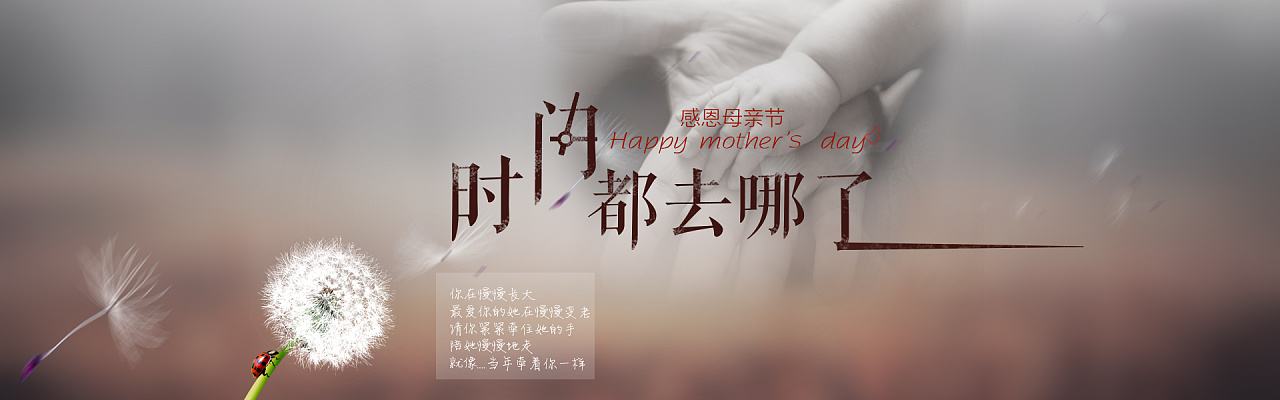 感恩母亲节
Happy mother's day
时间都去哪了
你在慢慢长大
最爱你的她在慢慢变老
请你紧紧牵住她的手
陪她慢慢地走
就像....当年牵着你一样